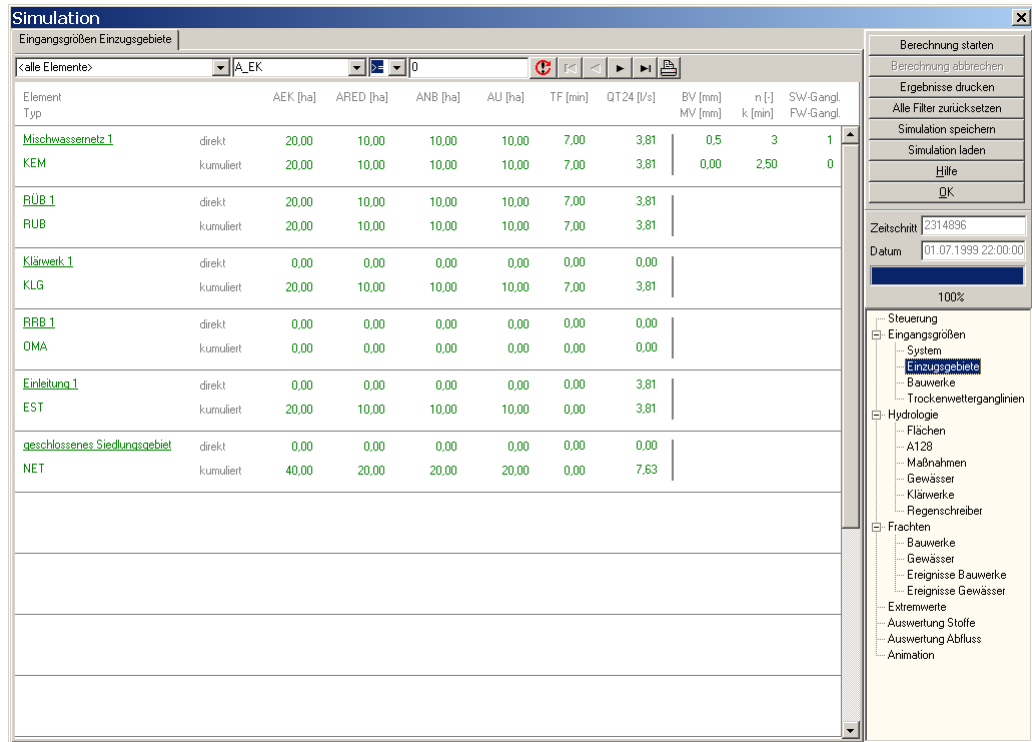 Simulation
Eingangsgrößen Einzugsgebiete
<alle Elemente> A_EK >= 0
Element AEK [ha] ARED [ha] ANB [ha] AU [ha] TF [min] QT24 [l/s] BV [mm] n [-] SW-Gangl.
Typ MV [mm] k [min] FW-Gangl.
Mischwassernetz 1 direkt 20,00 10,00 10,00 10,00 7,00 3,81 0,5 3 1
KEM kumuliert 20,00 10,00 10,00 10,00 7,00 3,81 0,00 2,50 0
RÜB 1 direkt 20,00 10,00 10,00 10,00 7,00 3,81
RUB kumuliert 20,00 10,00 10,00 10,00 7,00 3,81
Klärwerk 1 direkt 0,00 0,00 0,00 0,00 0,00 0,00
KLG kumuliert 20,00 10,00 10,00 10,00 7,00 3,81
RRB 1 direkt 0,00 0,00 0,00 0,00 0,00 0,00
OMA kumuliert 0,00 0,00 0,00 0,00 0,00 0,00
Einleitung 1 direkt 0,00 0,00 0,00 0,00 0,00 3,81
EST kumuliert 20,00 10,00 10,00 10,00 0,00 3,81
geschlossenes Siedlungsgebiet direkt 0,00 0,00 0,00 0,00 0,00 0,00
NET kumuliert 40,00 20,00 20,00 20,00 0,00 7,63
Berechnung starten
Berechnung abbrechen
Ergebnisse drucken
Alle Filter zurücksetzen
Simulation speichern
Simulation laden
Hilfe
OK
Zeitschritt 2314896
Datum 01.07.1999 22:00:00
100%
Steuerung
Eingangsgrößen
System
Einzugsgebiete
Bauwerke
Trockenwetterganglinien
Hydrologie
Flächen
A128
Maßnahmen
Gewässer
Klärwerke
Regenschreiber
Frachten
Bauwerke
Gewässer
Ereignisse Bauwerke
Ereignisse Gewässer
Extremwerte
Auswertung Stoffe
Auswertung Abfluss
Animation